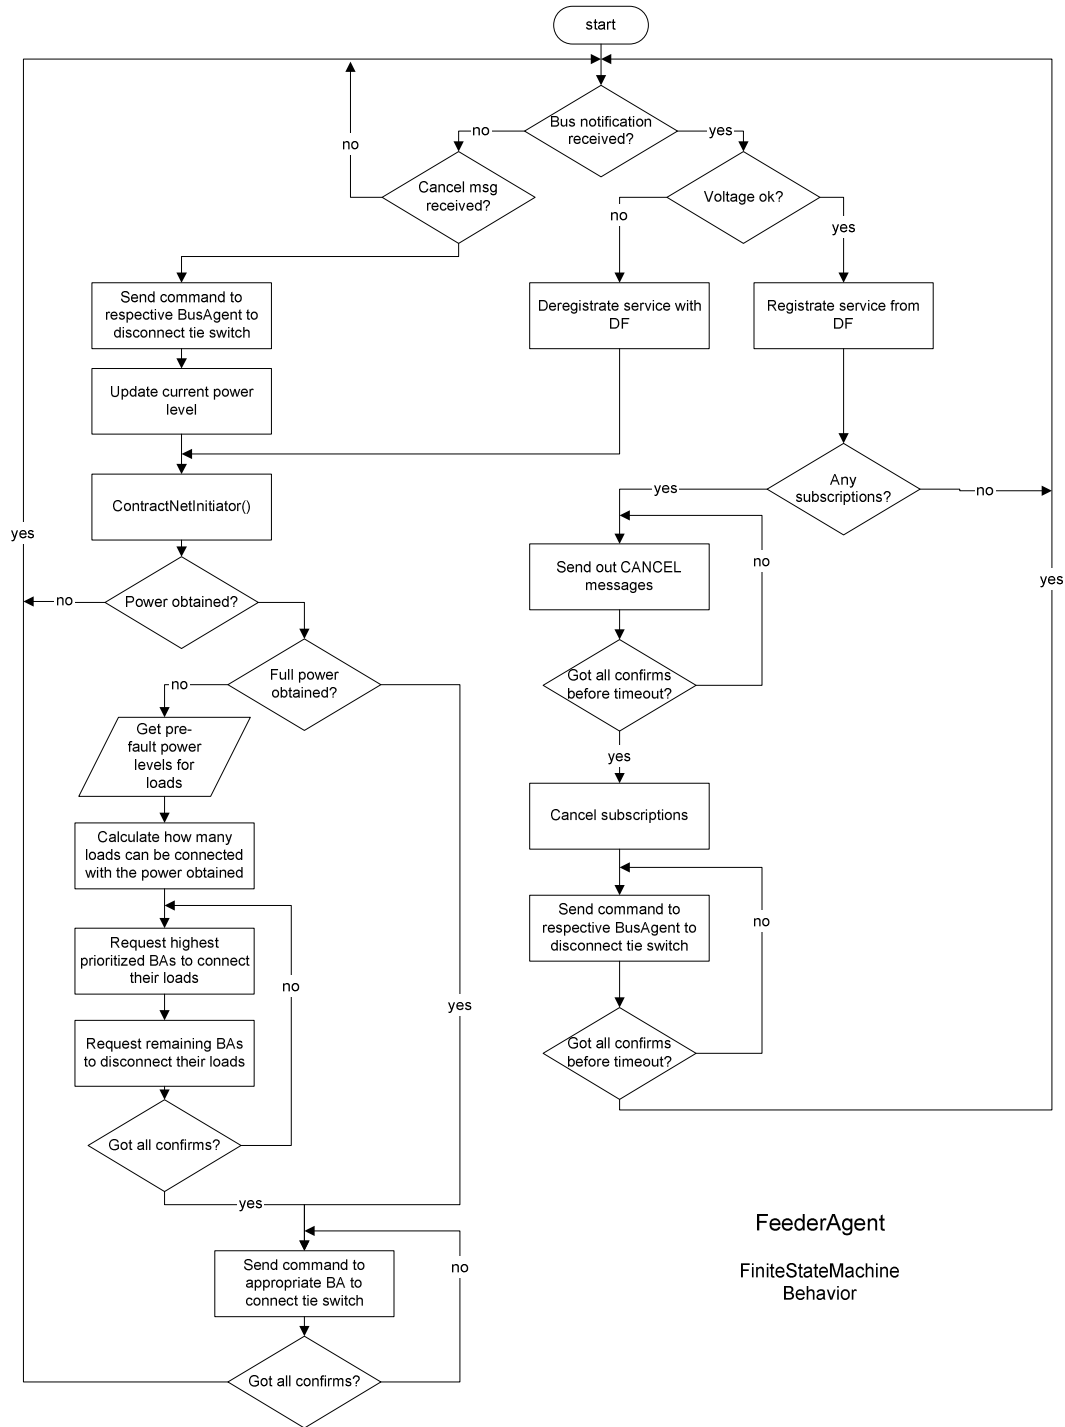 start
Bus notification
received?
no
yes
no
Cancel msg
received?
Voltage ok?
no
yes
Send command to
respective BusAgent to
disconnect tie switch
Deregistrate service with
DF
Registrate service from
DF
Update current power
level
ContractNetInitiator()
Any
subscriptions?
yes
no
yes
Send out CANCEL
messages
no
yes
Power obtained?
no
Got all confirms
before timeout?
Full power
obtained?
no
Get pre-
fault power
levels for
loads
yes
Cancel subscriptions
Calculate how many
loads can be connected
with the power obtained
Send command to
respective BusAgent to
disconnect tie switch
no
Request highest
prioritized BAs to connect
their loads
no
yes
Request remaining BAs
to disconnect their loads
Got all confirms
before timeout?
Got all confirms?
yes
FeederAgent
FiniteStateMachine
Behavior
Send command to
appropriate BA to
connect tie switch
no
Got all confirms?